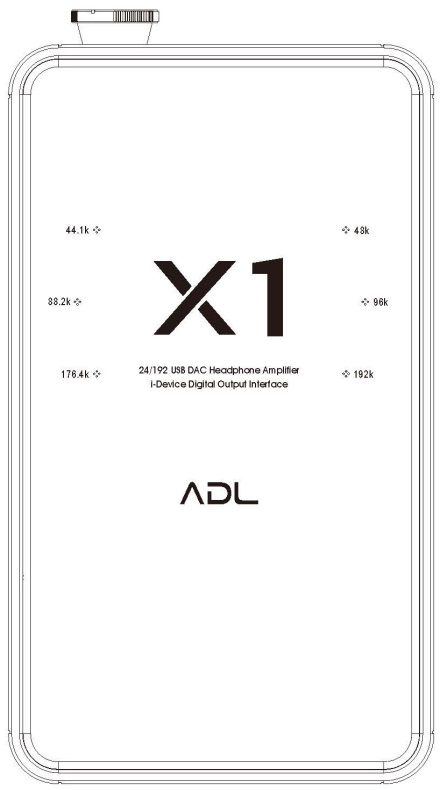 44.1k 48k
X1
88.2k 96k
24/192 USB DAC Headphone Amplifier
176.4k 192k
i-Device Digital Output Interface
ADL